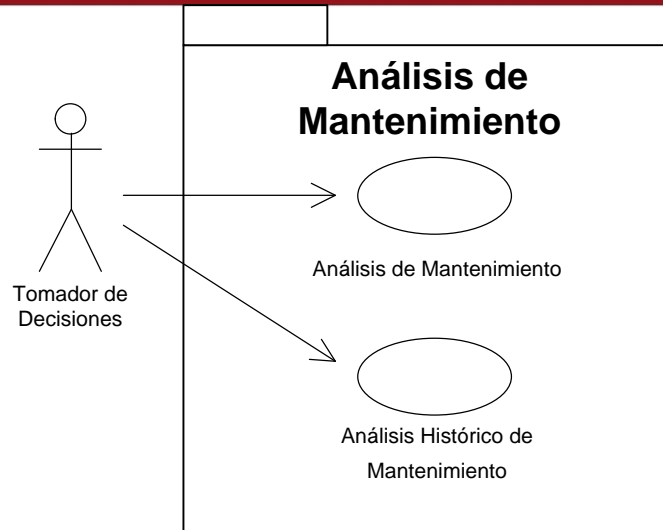 Análisis de
Mantenimiento
Análisis de Mantenimiento
Tomador de
Decisiones
Análisis Histórico de
Mantenimiento